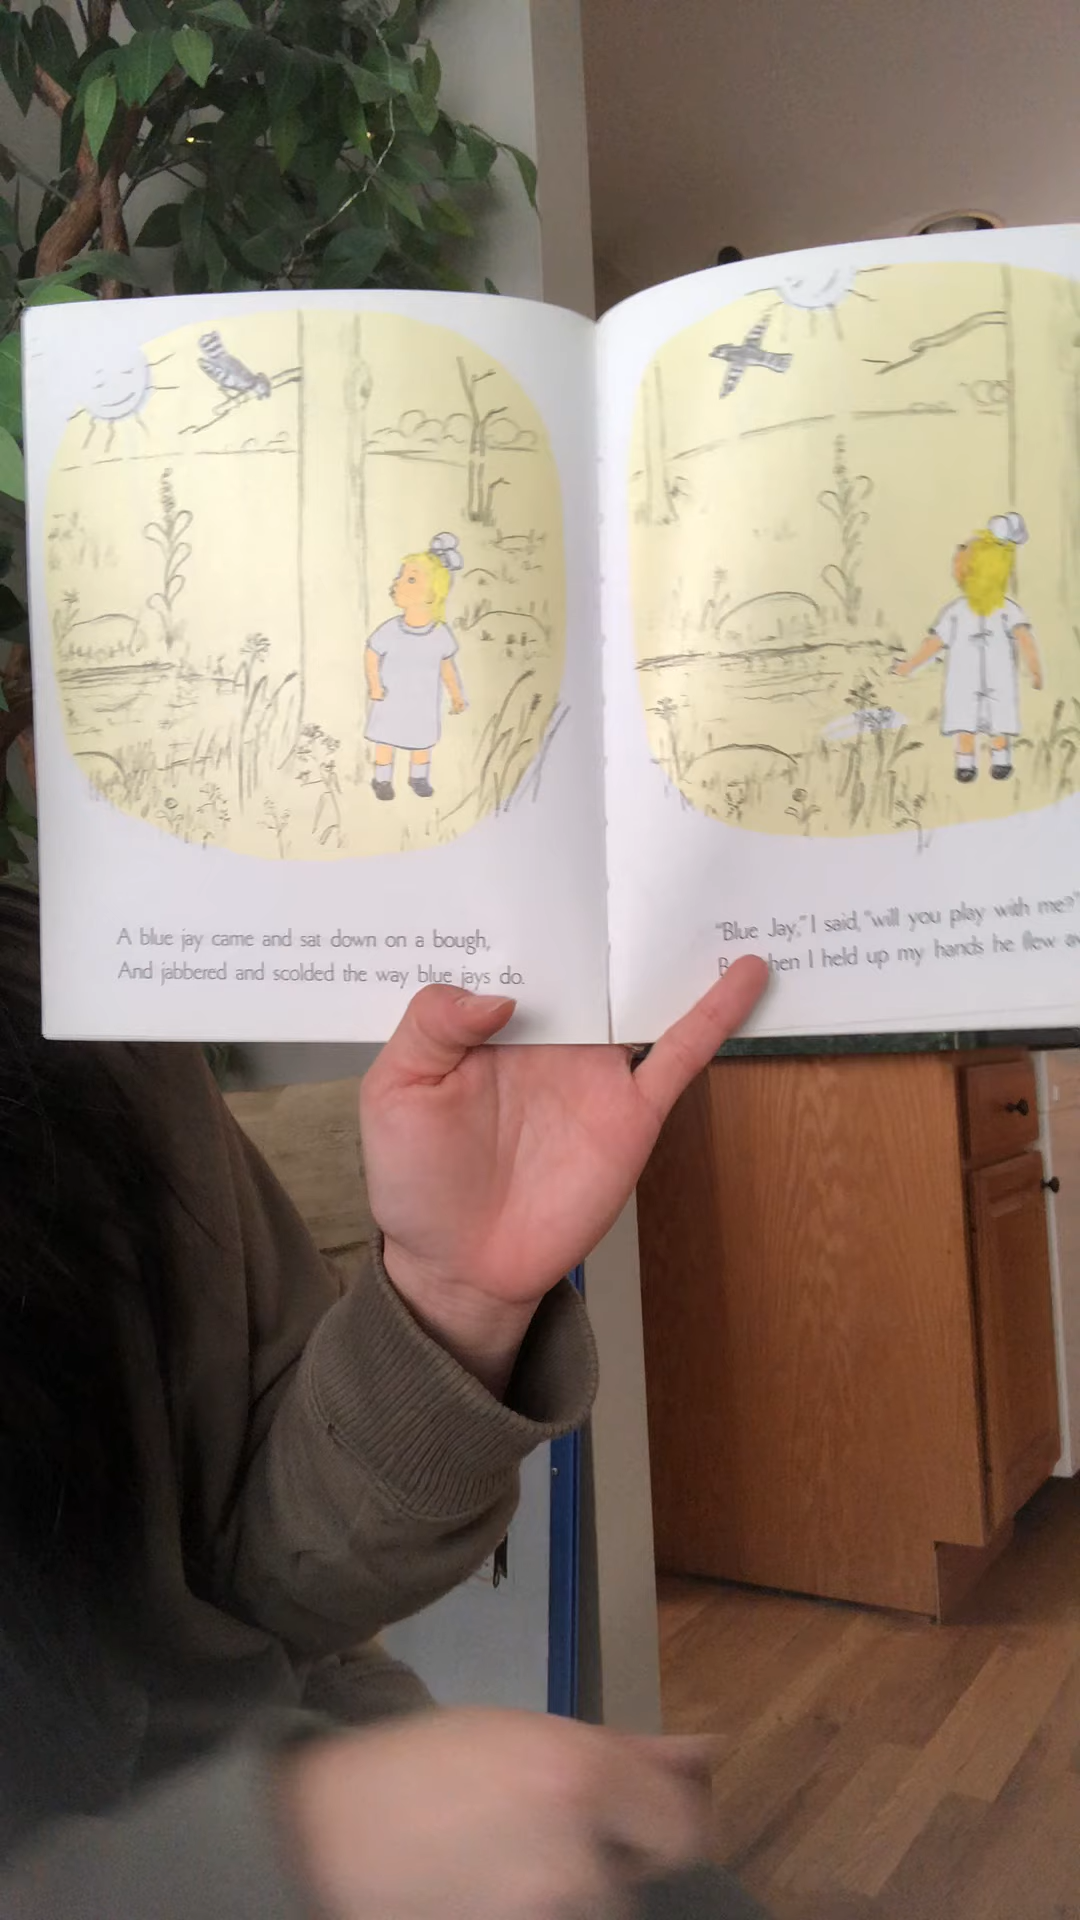 A blue jay came and sat down on a bough,
And jabbered and scolded the way blue jays do.
"Blue Jay," I said, "will you play with me?"
I held up my hands he flew